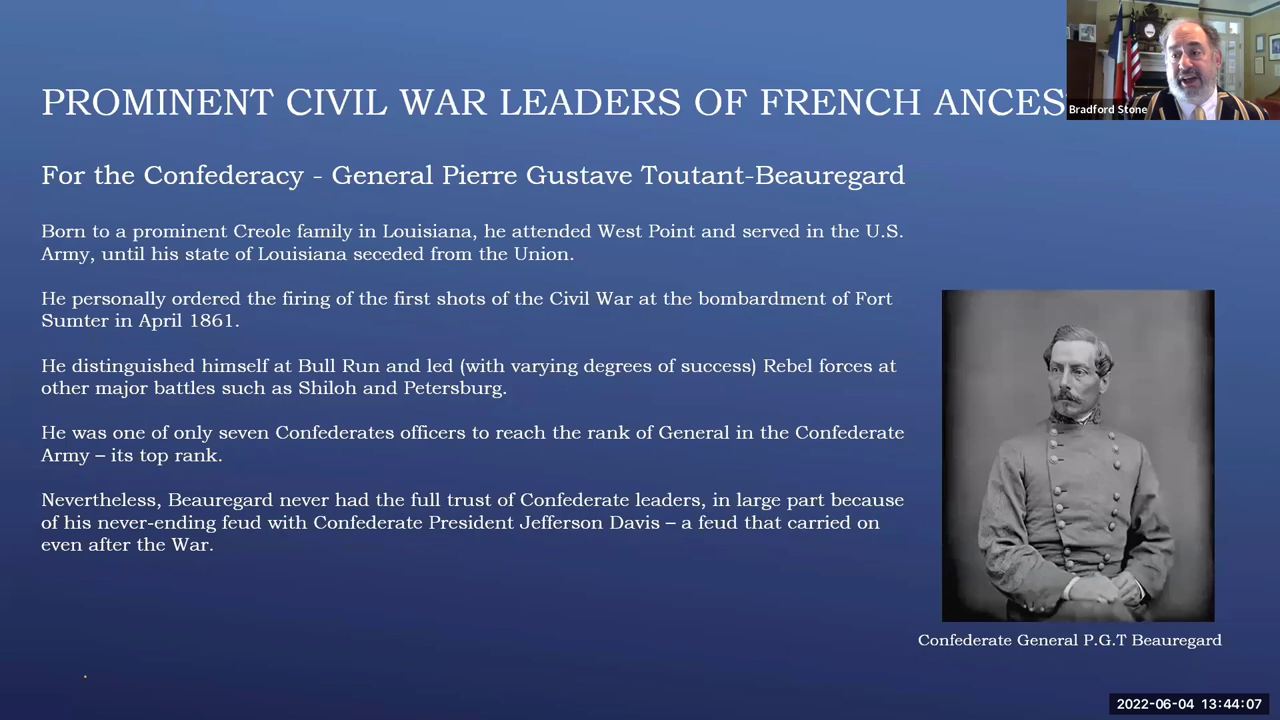 PROMINENT CIVIL WAR LEADERS OF FRENCH
Bradford Stone
For the Confederacy - General Pierre Gustave Toutant-Beauregard
Born to a prominent Creole family in Louisiana, he attended West Point and served in the U.S.
Army, until his state of Louisiana seceded from the Union.
He personally ordered the firing of the first shots of the Civil War at the bombardment of Fort
Sumter in April 1861.
He distinguished himself at Bull Run and led (with varying degrees of success) Rebel forces at
other major battles such as Shiloh and Petersburg.
He was one of only seven Confederates officers to reach the rank of General in the Confederate
Army – its top rank.
Nevertheless, Beauregard never had the full trust of Confederate leaders, in large part because
of his never-ending feud with Confederate President Jefferson Davis – a feud that carried on
even after the War.
Confederate General P.G.T Beauregard
2022-06-04 13:44:07